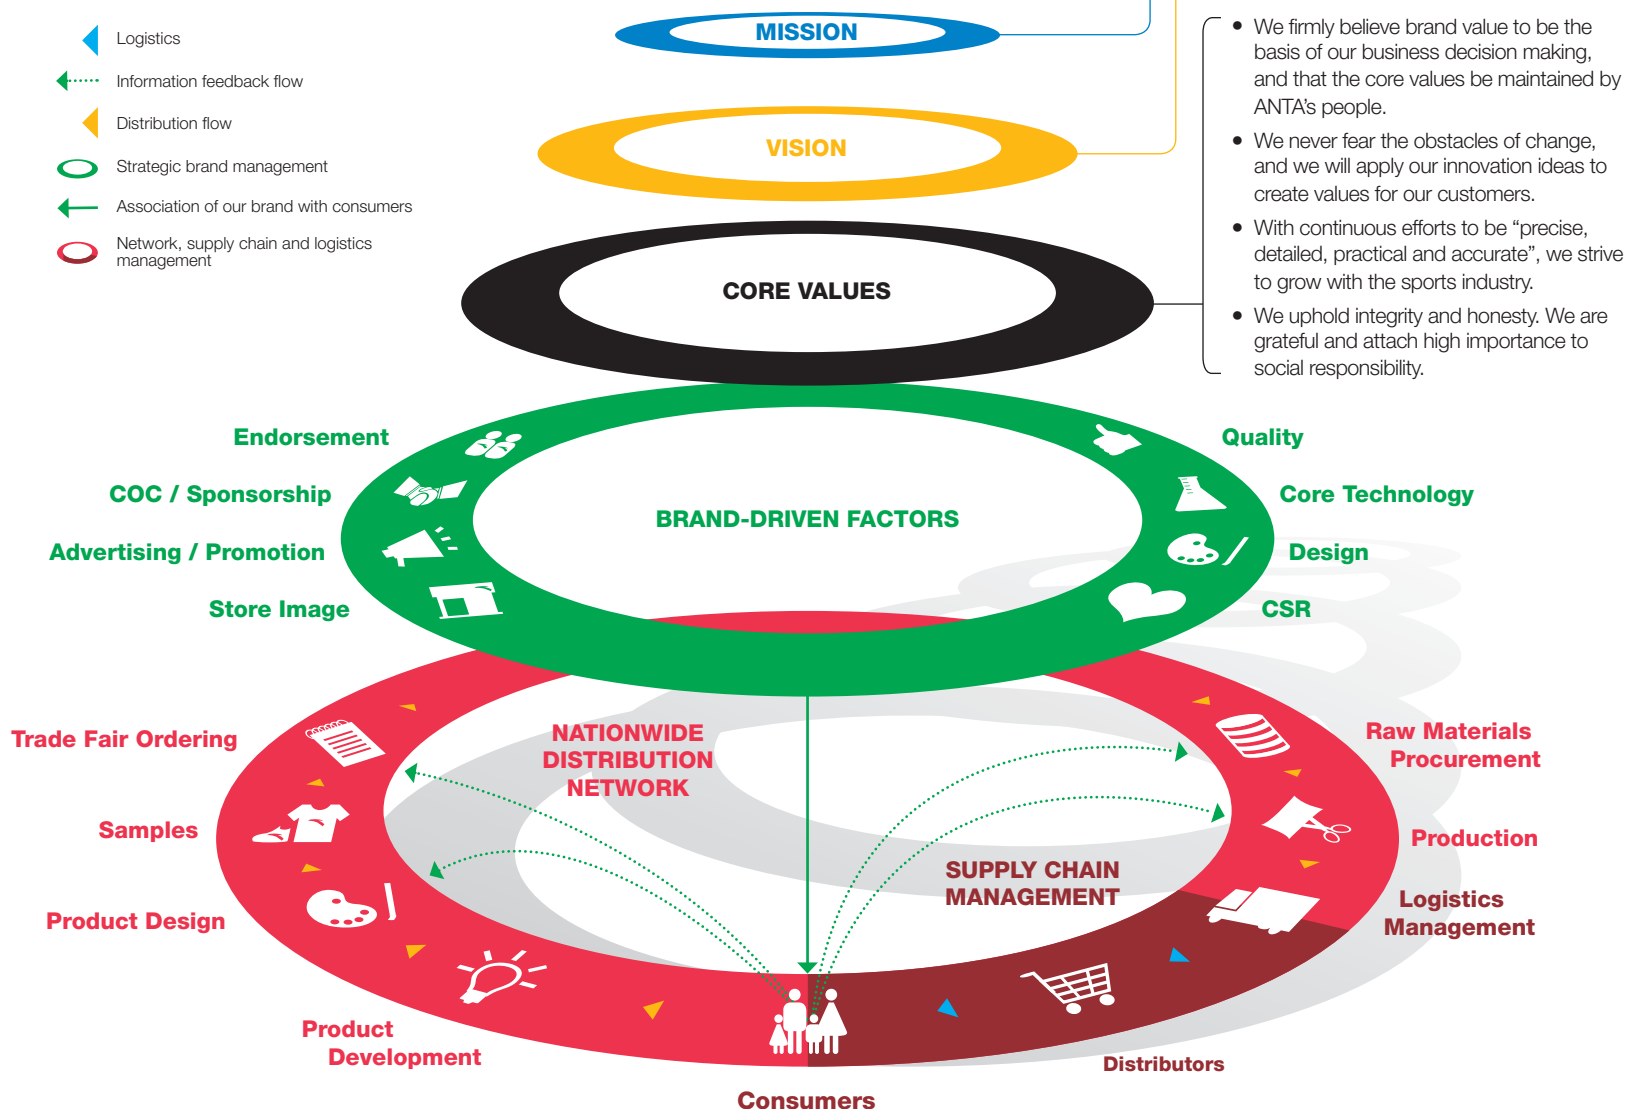 Logistics
Information feedback flow
Distribution flow
Strategic brand management
Association of our brand with consumers
Network, supply chain and logistics
management
MISSION
VISION
CORE VALUES
• We firmly believe brand value to be the
basis of our business decision making,
and that the core values be maintained by
ANTA's people.
• We never fear the obstacles of change,
and we will apply our innovation ideas to
create values for our customers.
• With continuous efforts to be “precise,
detailed, practical and accurate”, we strive
to grow with the sports industry.
• We uphold integrity and honesty. We are
grateful and attach high importance to
social responsibility.
Endorsement
COC / Sponsorship
Advertising / Promotion
Store Image
BRAND-DRIVEN FACTORS
Quality
Core Technology
Design
CSR
Trade Fair Ordering
Samples
Product Design
Product
Development
NATIONWIDE
DISTRIBUTION
NETWORK
SUPPLY CHAIN
MANAGEMENT
Raw Materials
Procurement
Production
Logistics
Management
Distributors
Consumers